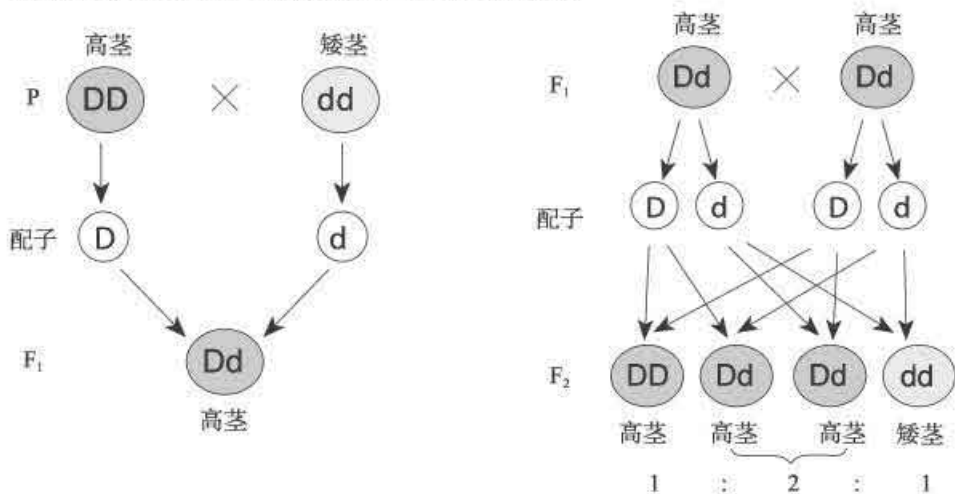 高茎 矮茎
P DD × dd
配子 D d
F₁ Dd
高茎
高茎 高茎
F₁ Dd × Dd
配子 D d D d
F₂ DD Dd Dd dd
高茎 高茎 高茎 矮茎
1 : 2 : 1